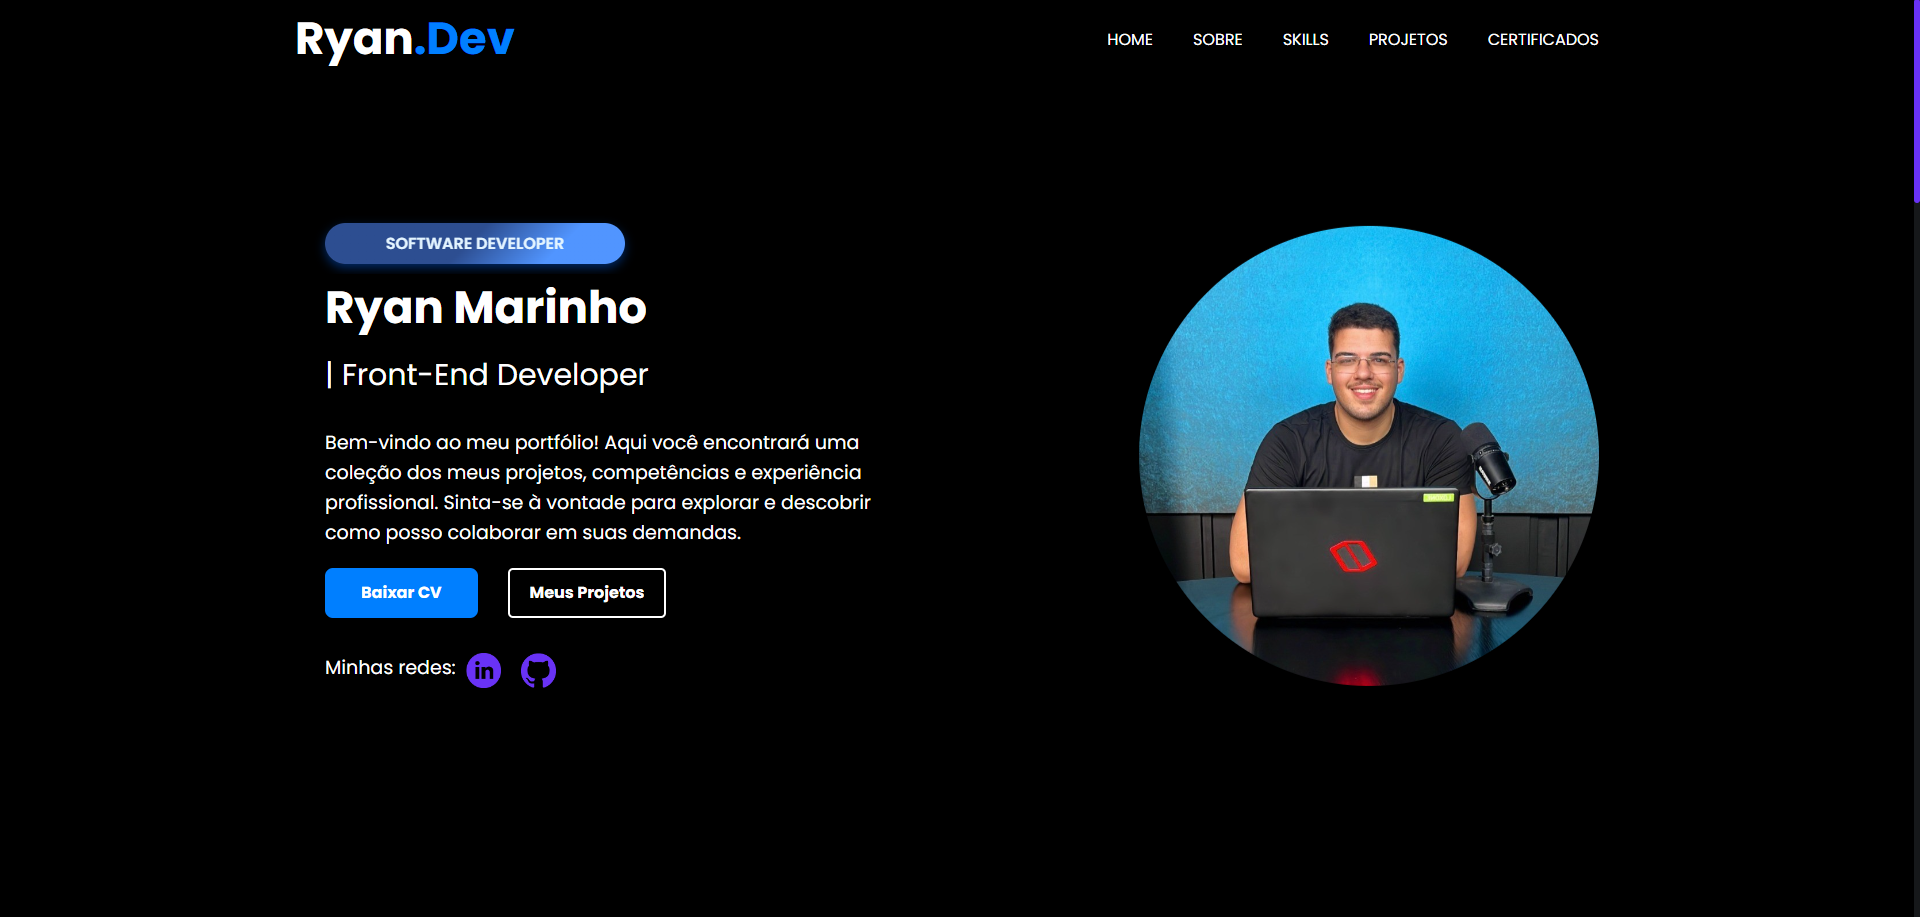 Ryan.Dev
HOME SOBRE SKILLS PROJETOS CERTIFICADOS
SOFTWARE DEVELOPER
Ryan Marinho
| Front-End Developer
Bem-vindo ao meu portfólio! Aqui você encontrará uma
coleção dos meus projetos, competências e experiência
profissional. Sinta-se à vontade para explorar e descobrir
como posso colaborar em suas demandas.
Baixar CV
Meus Projetos
Minhas redes:
in